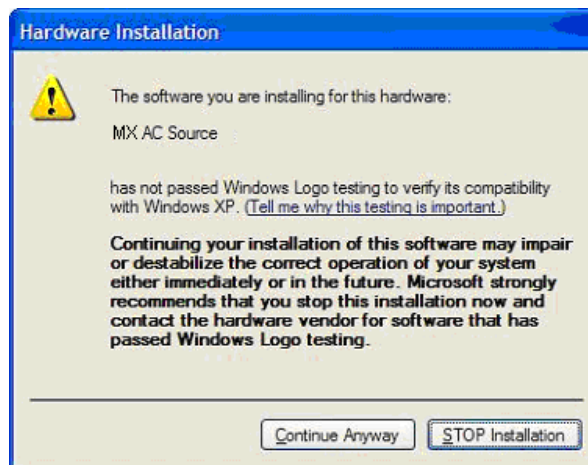 Hardware Installation
The software you are installing for this hardware:
MX AC Source
has not passed Windows Logo testing to verify its compatibility
with Windows XP. (Tell me why this testing is important.)
Continuing your installation of this software may impair
or destabilize the correct operation of your system
either immediately or in the future. Microsoft strongly
recommends that you stop this installation now and
contact the hardware vendor for software that has
passed Windows Logo testing.
Continue Anyway STOP Installation